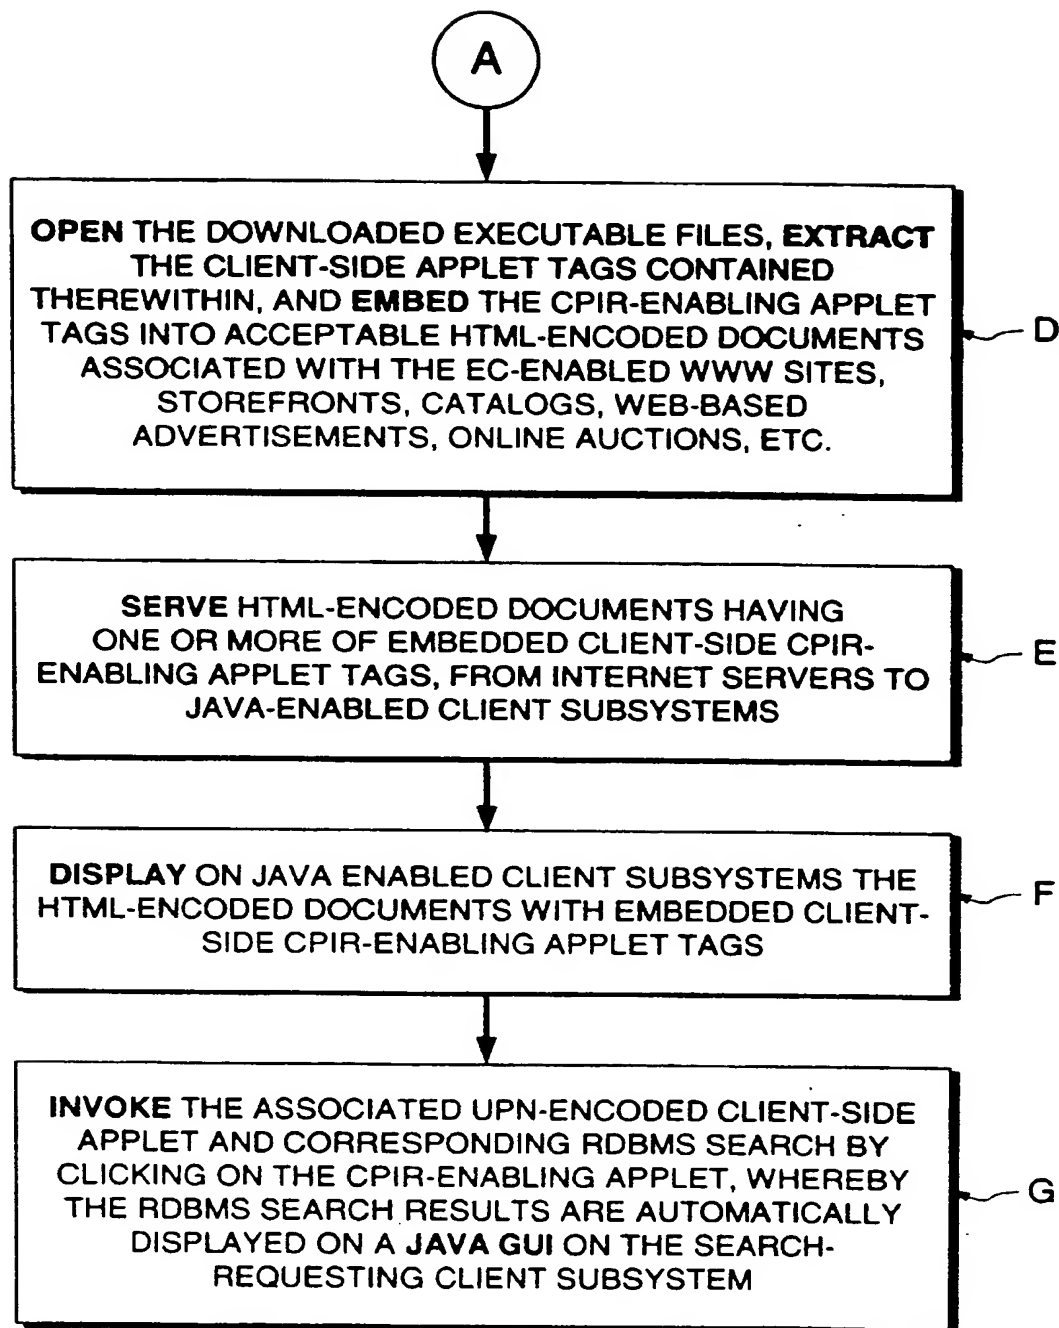 A
OPEN THE DOWNLOADED EXECUTABLE FILES, EXTRACT
THE CLIENT-SIDE APPLET TAGS CONTAINED
THEREWITHIN, AND EMBED THE CPIR-ENABLING APPLET
TAGS INTO ACCEPTABLE HTML-ENCODED DOCUMENTS
ASSOCIATED WITH THE EC-ENABLED WWW SITES,
STOREFRONTS, CATALOGS, WEB-BASED
ADVERTISEMENTS, ONLINE AUCTIONS, ETC.
D
SERVE HTML-ENCODED DOCUMENTS HAVING
ONE OR MORE OF EMBEDDED CLIENT-SIDE CPIR-
ENABLING APPLET TAGS, FROM INTERNET SERVERS TO
JAVA-ENABLED CLIENT SUBSYSTEMS
E
DISPLAY ON JAVA ENABLED CLIENT SUBSYSTEMS THE
HTML-ENCODED DOCUMENTS WITH EMBEDDED CLIENT-
SIDE CPIR-ENABLING APPLET TAGS
F
INVOKE THE ASSOCIATED UPN-ENCODED CLIENT-SIDE
APPLET AND CORRESPONDING RDBMS SEARCH BY
CLICKING ON THE CPIR-ENABLING APPLET, WHEREBY
THE RDBMS SEARCH RESULTS ARE AUTOMATICALLY
DISPLAYED ON A JAVA GUI ON THE SEARCH-
REQUESTING CLIENT SUBSYSTEM
G